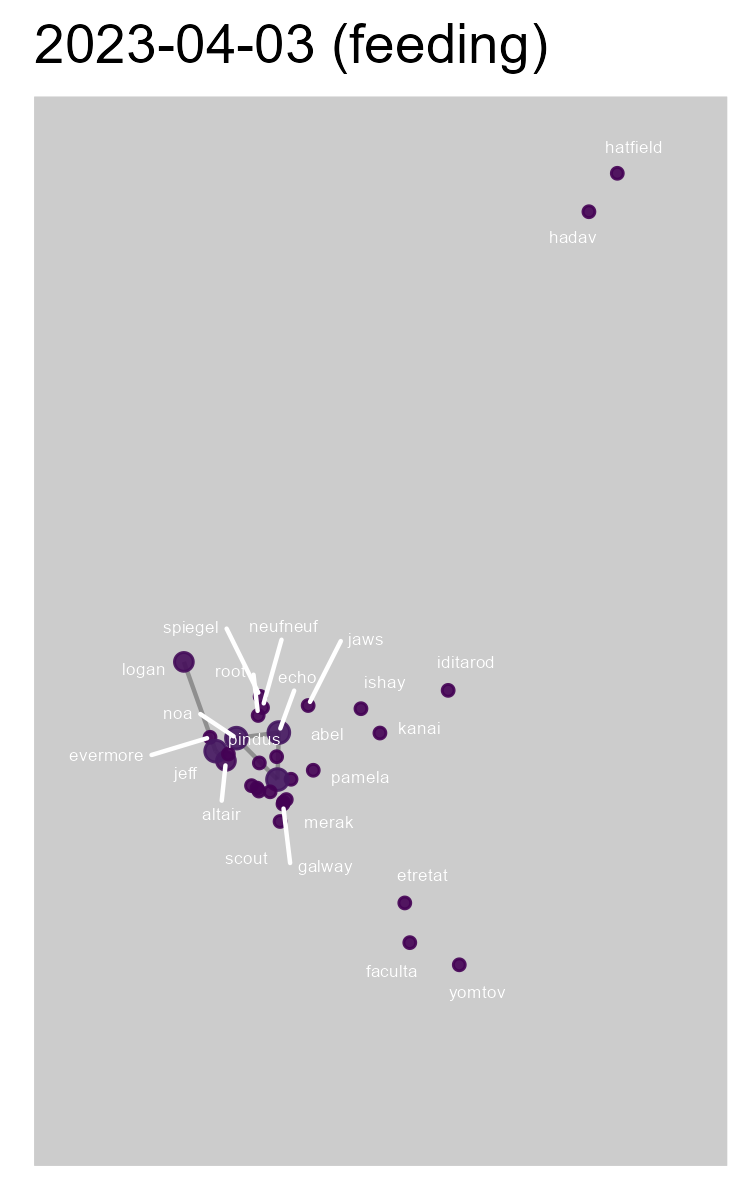 2023-04-03 (feeding)
hatfield
hadav
spiegel
neufneuf
jaws
logan
root
echo
iditarod
ishay
noa
pindus
abel
kanai
evermore
jeff
pamela
altair
merak
scout
galway
etretat
faculta
yomtov